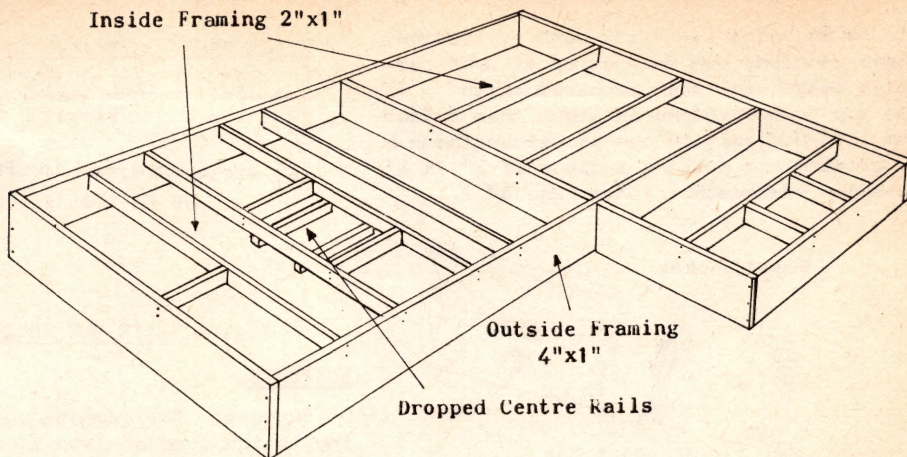 Inside Framing 2"x1"
Outside Framing
4"x1"
Dropped Centre Rails